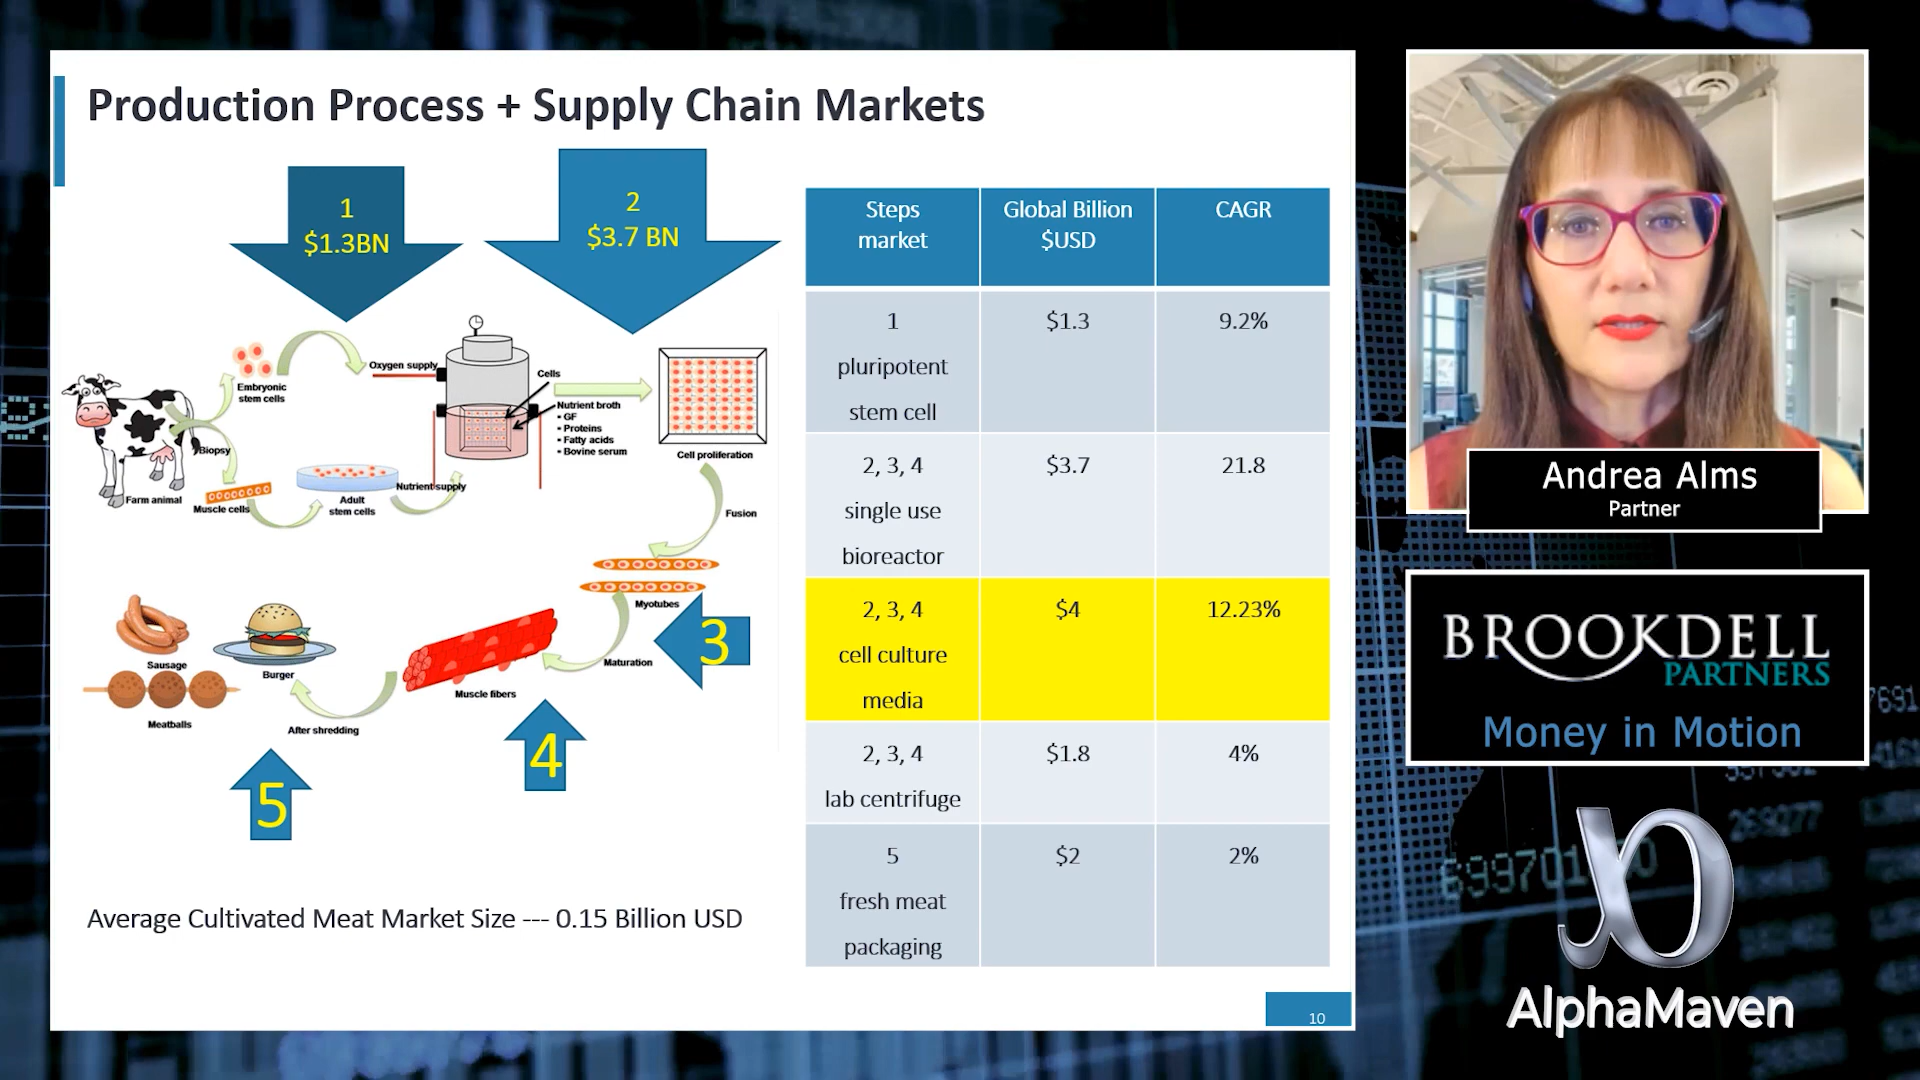 Production Process + Supply Chain Markets
1
$1.3BN
2
$3.7 BN
Oxygen supply
Cells
Embryonic
stem cells
Nutrient broth
• GF
• Proteins
• Fatty acids
• Bovine serum
Cell proliferation
Biopsy
Farm animal
Muscle cells
Adult
stem cells
Nutrient supply
Fusion
Myotubes
3
Maturation
Muscle fibers
4
Sausage
Burger
Meatballs
After shredding
5
Average Cultivated Meat Market Size --- 0.15 Billion USD
Steps
market
Global Billion
$USD
CAGR
1
pluripotent
stem cell
$1.3
9.2%
2, 3, 4
single use
bioreactor
$3.7
21.8
2, 3, 4
cell culture
media
$4
12.23%
2, 3, 4
lab centrifuge
$1.8
4%
5
fresh meat
packaging
$2
2%
10
Andrea Alms
Partner
BROOKDELL
PARTNERS
Money in Motion
AlphaMaven